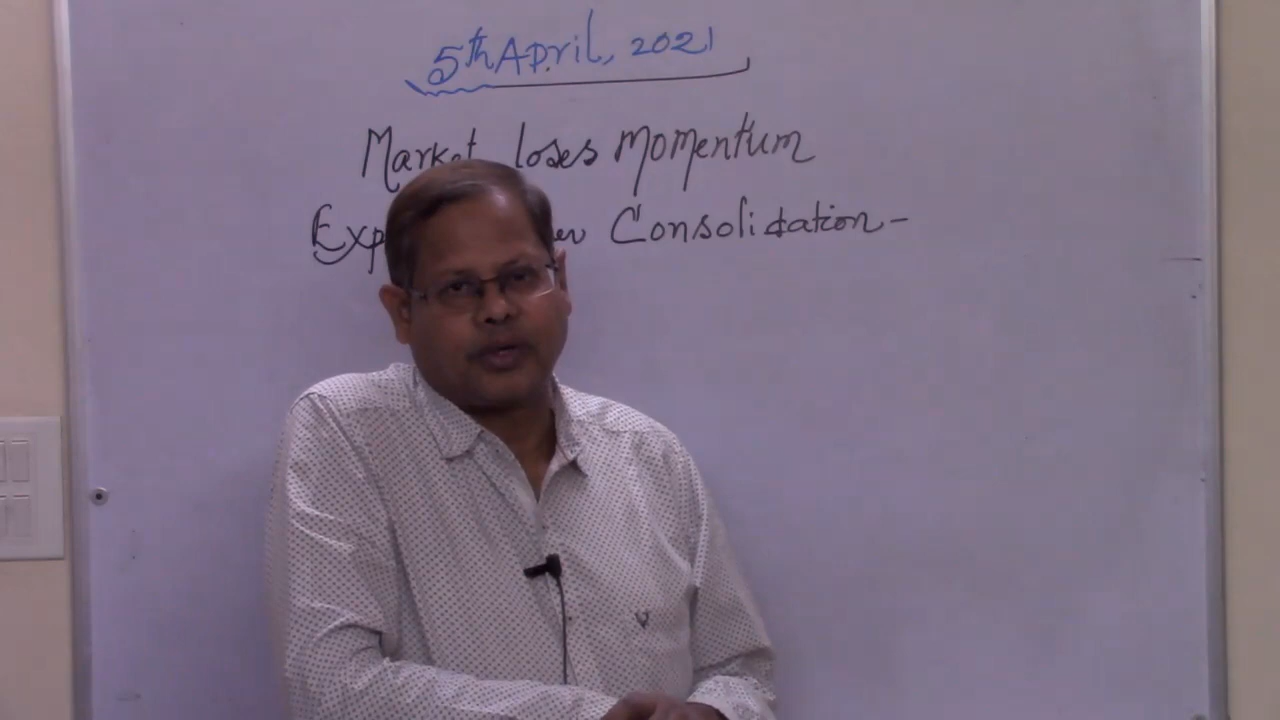 5th April, 2021
Market loses Momentum
Consolidation -